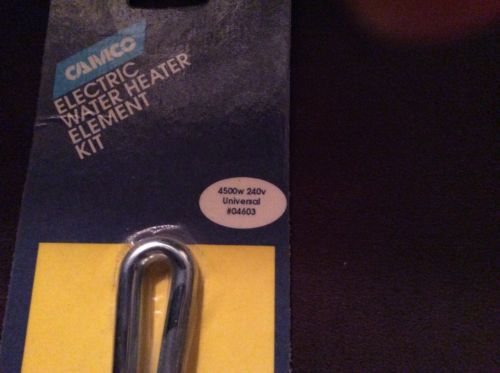 CAMCO
ELECTRIC
WATER HEATER
ELEMENT
KIT
4500w 240v
Universal
#04603